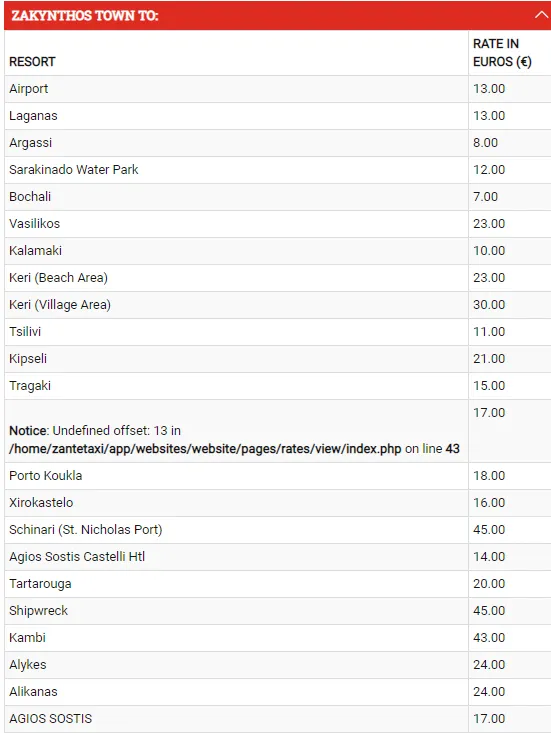 ZAKYNTHOS TOWN TO:
RESORT RATE IN EUROS (€)
Airport 13.00
Laganas 13.00
Argassi 8.00
Sarakinado Water Park 12.00
Bochali 7.00
Vasilikos 23.00
Kalamaki 10.00
Keri (Beach Area) 23.00
Keri (Village Area) 30.00
Tsilivi 11.00
Kipseli 21.00
Tragaki 15.00
17.00
Notice: Undefined offset: 13 in
/home/zantetaxi/app/websites/website/pages/rates/view/index.php on line 43
Porto Koukla 18.00
Xirokastelo 16.00
Schinari (St. Nicholas Port) 45.00
Agios Sostis Castelli Htl 14.00
Tartarouga 20.00
Shipwreck 45.00
Kambi 43.00
Alykes 24.00
Alikanas 24.00
AGIOS SOSTIS 17.00